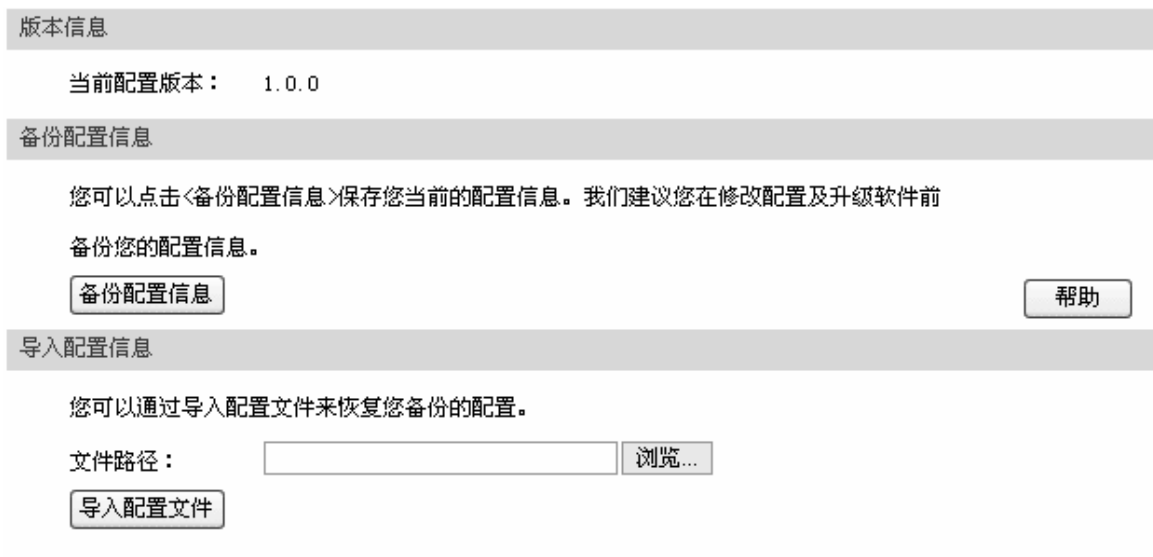 版本信息
当前配置版本： 1.0.0
备份配置信息
您可以点击<备份配置信息>保存您当前的配置信息。我们建议您在修改配置及升级软件前
备份您的配置信息。
备份配置信息
帮助
导入配置信息
您可以通过导入配置文件来恢复您备份的配置。
文件路径： 浏览...
导入配置文件